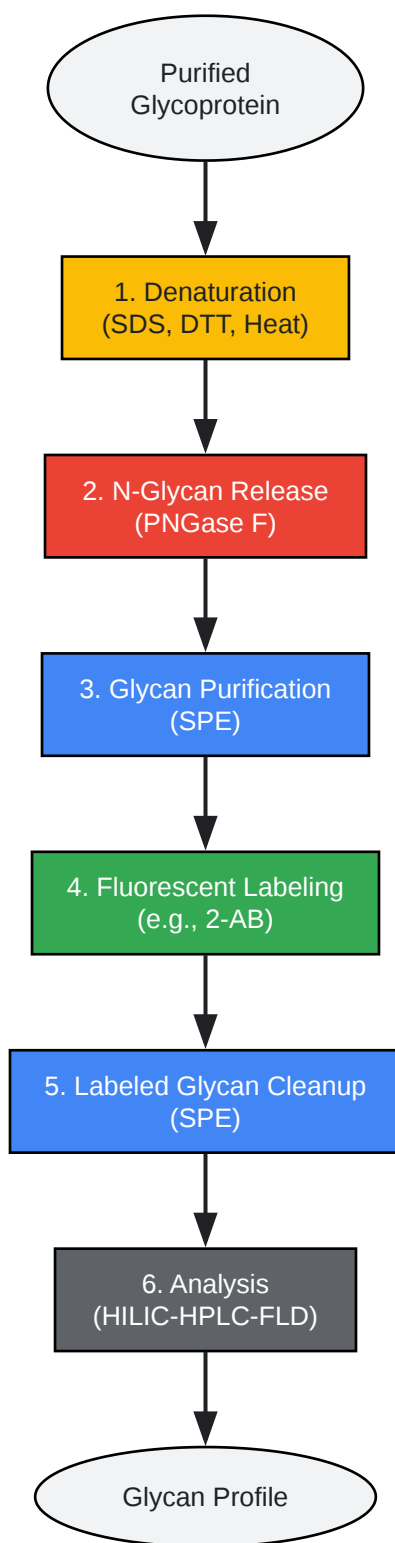 Purified
Glycoprotein
1. Denaturation
(SDS, DTT, Heat)
2. N-Glycan Release
(PNGase F)
3. Glycan Purification
(SPE)
4. Fluorescent Labeling
(e.g., 2-AB)
5. Labeled Glycan Cleanup
(SPE)
6. Analysis
(HILIC-HPLC-FLD)
Glycan Profile